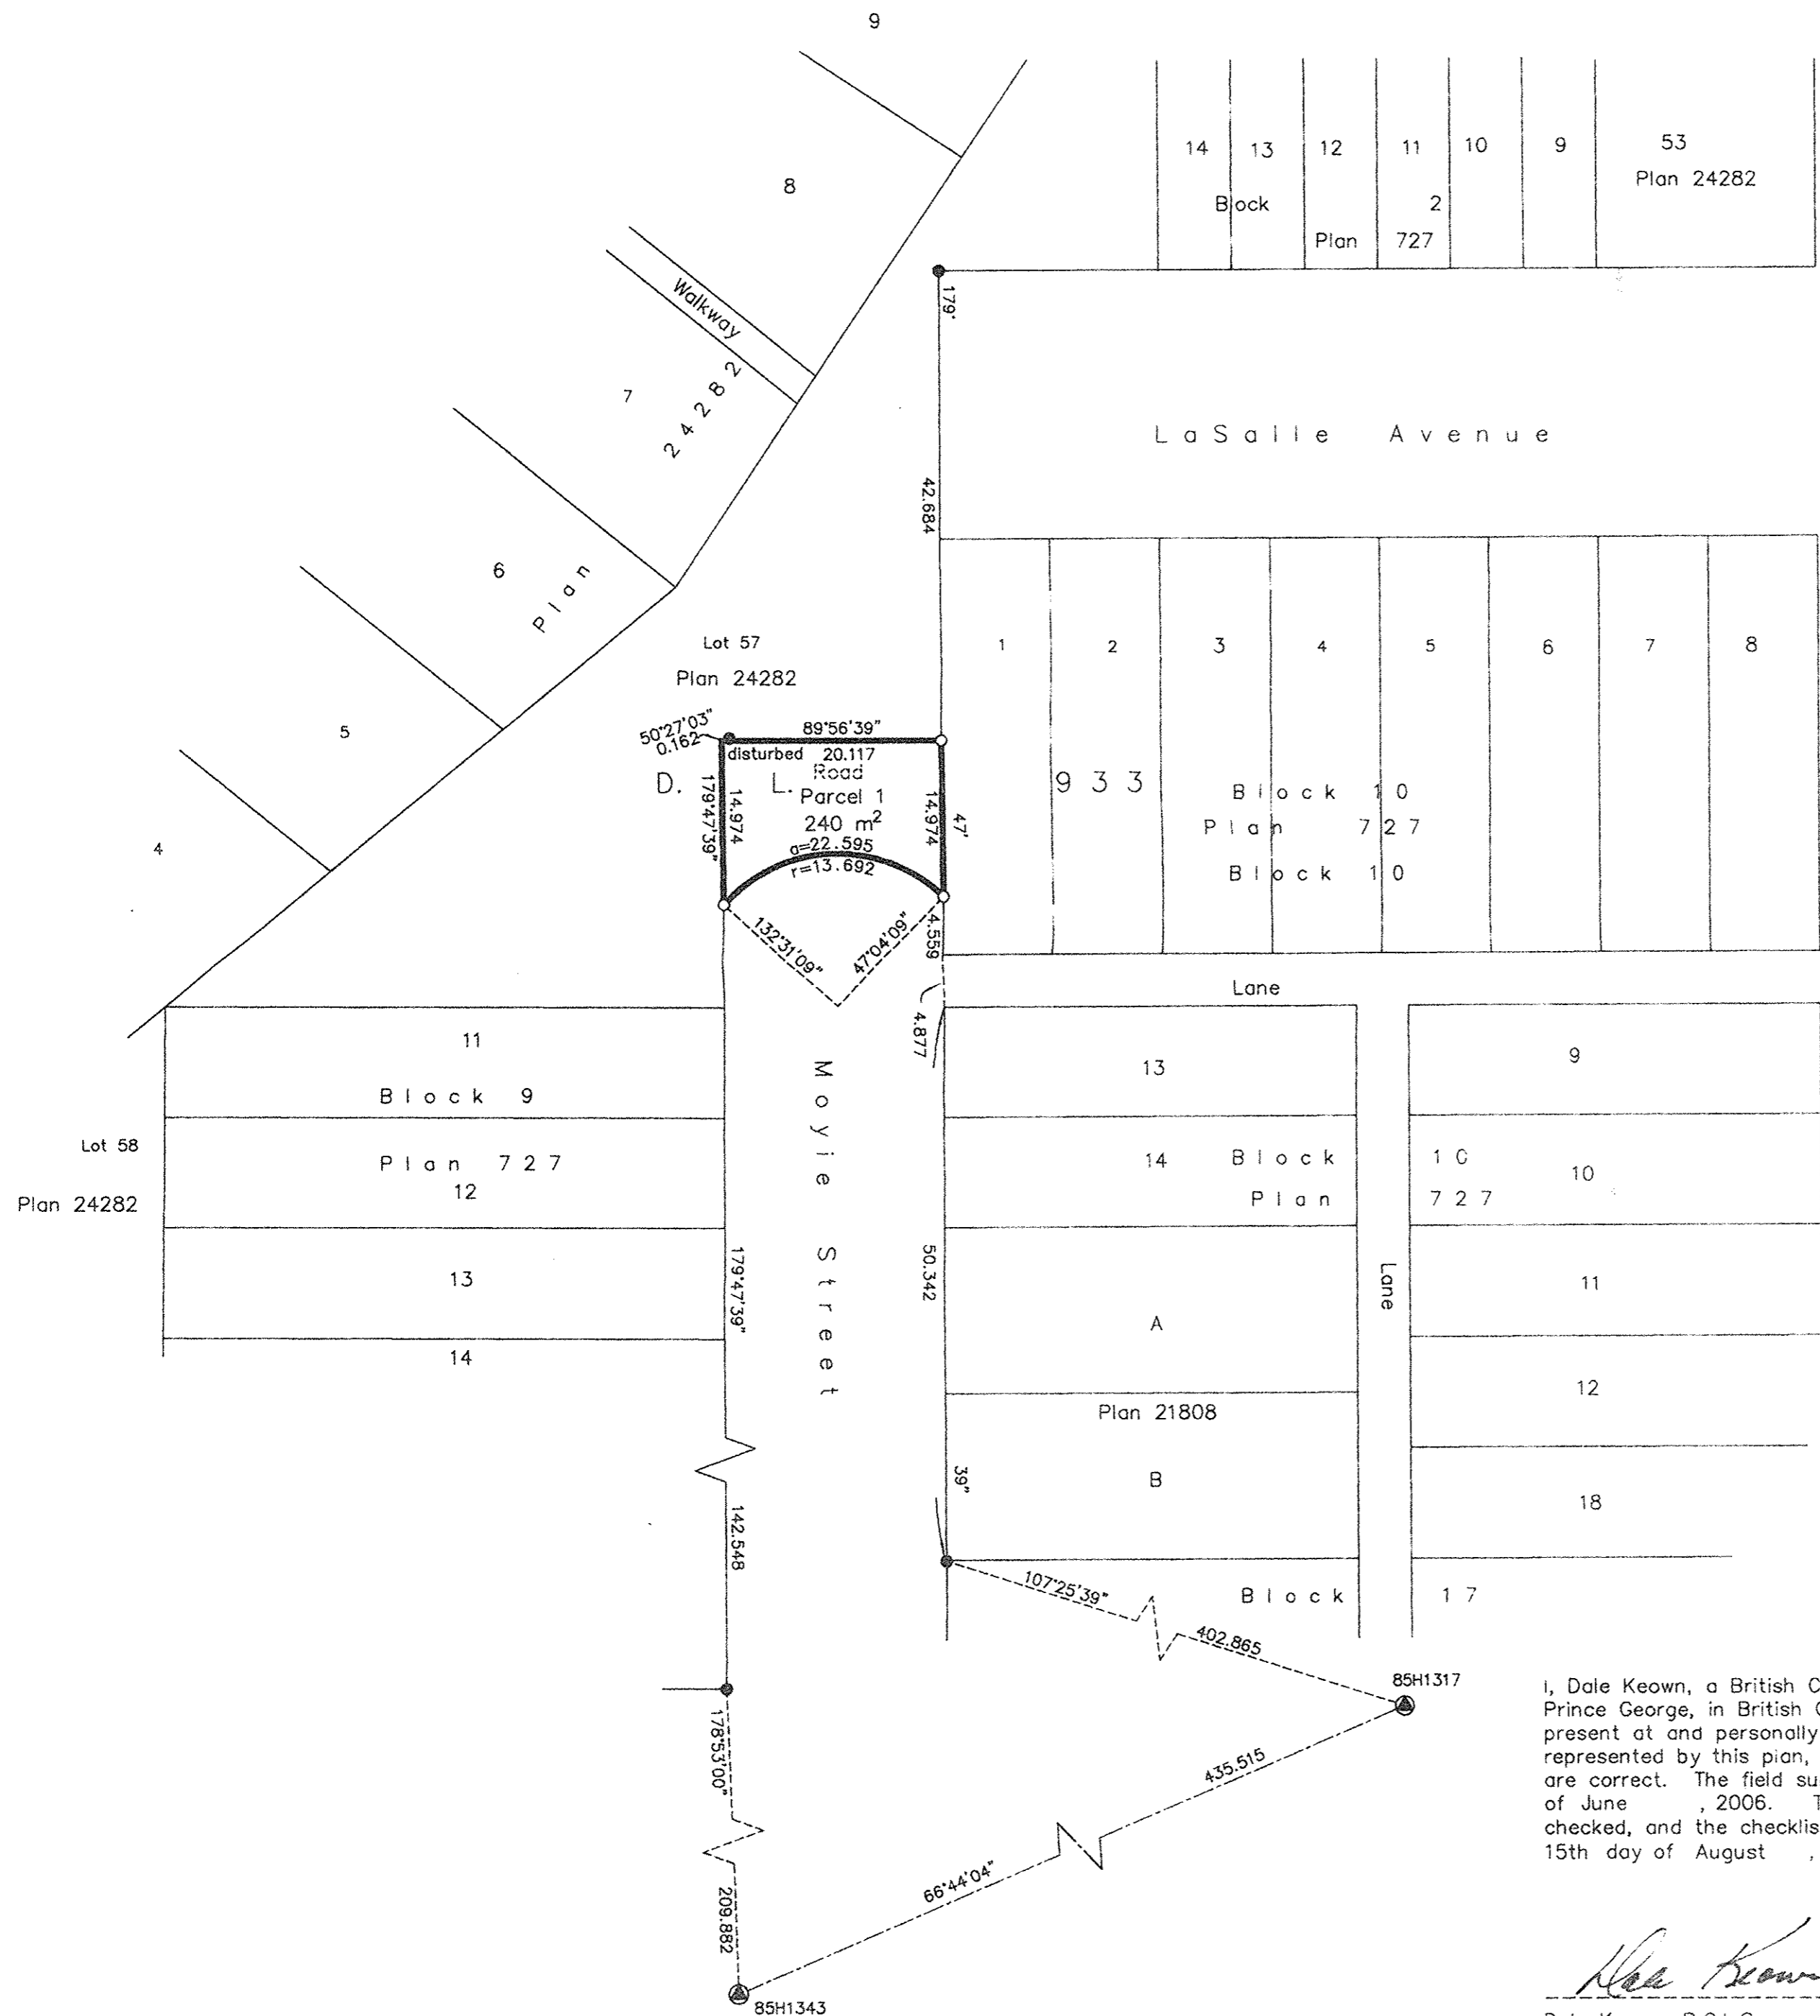 9
8
14 13 12 11 10 9 53
Plan 24282
Block 2
Plan 727
Walkway
179°
7
24282
LaSalle Avenue
42.684
6
Plan
Lot 57
Plan 24282
1 2 3 4 5 6 7 8
5
50°27'03"
0.162
89°56'39"
disturbed 20.117
D. L. 933
Road
Parcel 1
240 m²
179°47'39"
14.974
14.974
47'
a=22.595
r=13.692
Block 10
Plan 727
Block 10
4
132°31'09"
47°04'09"
4.559
Lane
4.877
11
Block 9
Lot 58
Plan 727
12
Plan 24282
13
14
Moyie Street
179°47'39"
50.342
13
9
14 Block 10
Plan 727
10
Lane
11
A
12
Plan 21808
B
39"
18
142.548
107°25'39"
402.865
Block 17
85H1317
178°53'00"
435.515
66°44'04"
209.882
85H1343
I, Dale Keown, a British C
Prince George, in British
present at and personally
represented by this plan,
are correct. The field su
of June , 2006. T
checked, and the checklis
15th day of August ,
Dale Keown